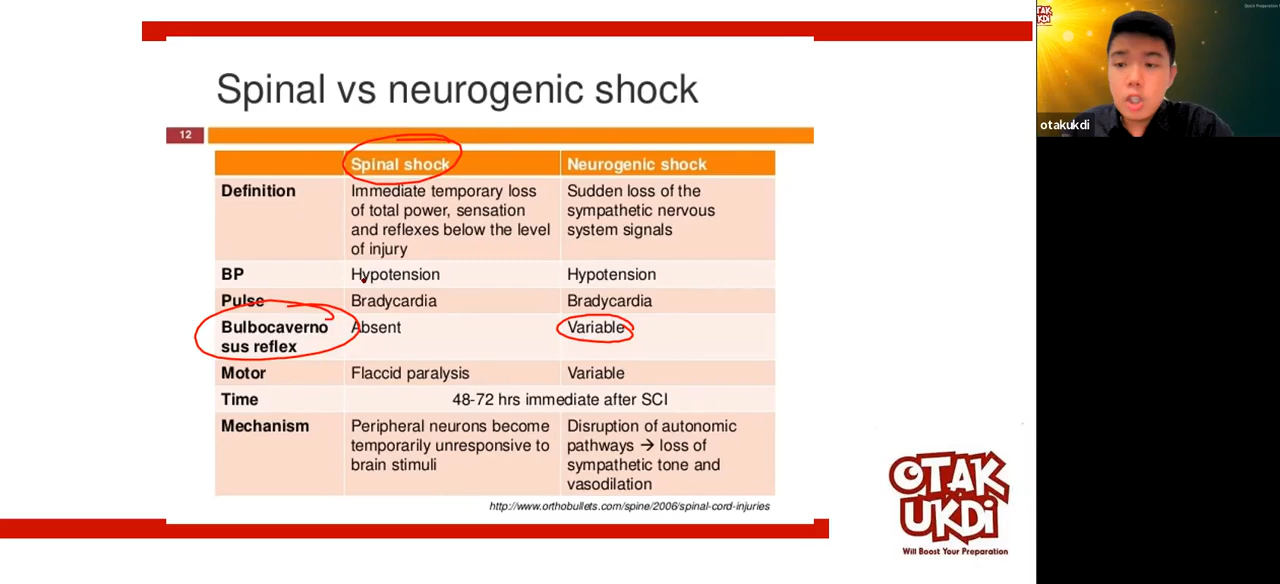 Spinal vs neurogenic shock
12
Spinal shock Neurogenic shock
Definition
Immediate temporary loss
of total power, sensation
and reflexes below the level
of injury
Sudden loss of the
sympathetic nervous
system signals
BP Hypotension Hypotension
Pulse Bradycardia Bradycardia
Bulbocaverno
sus reflex
Absent
Variable
Motor Flaccid paralysis Variable
Time 48-72 hrs immediate after SCI
Mechanism
Peripheral neurons become
temporarily unresponsive to
brain stimuli
Disruption of autonomic
pathways → loss of
sympathetic tone and
vasodilation
http://www.orthobullets.com/spine/2006/spinal-cord-injuries
OTAK
UKDi
Will Boost Your Preparation
OTAK
UKDI
otakukdi